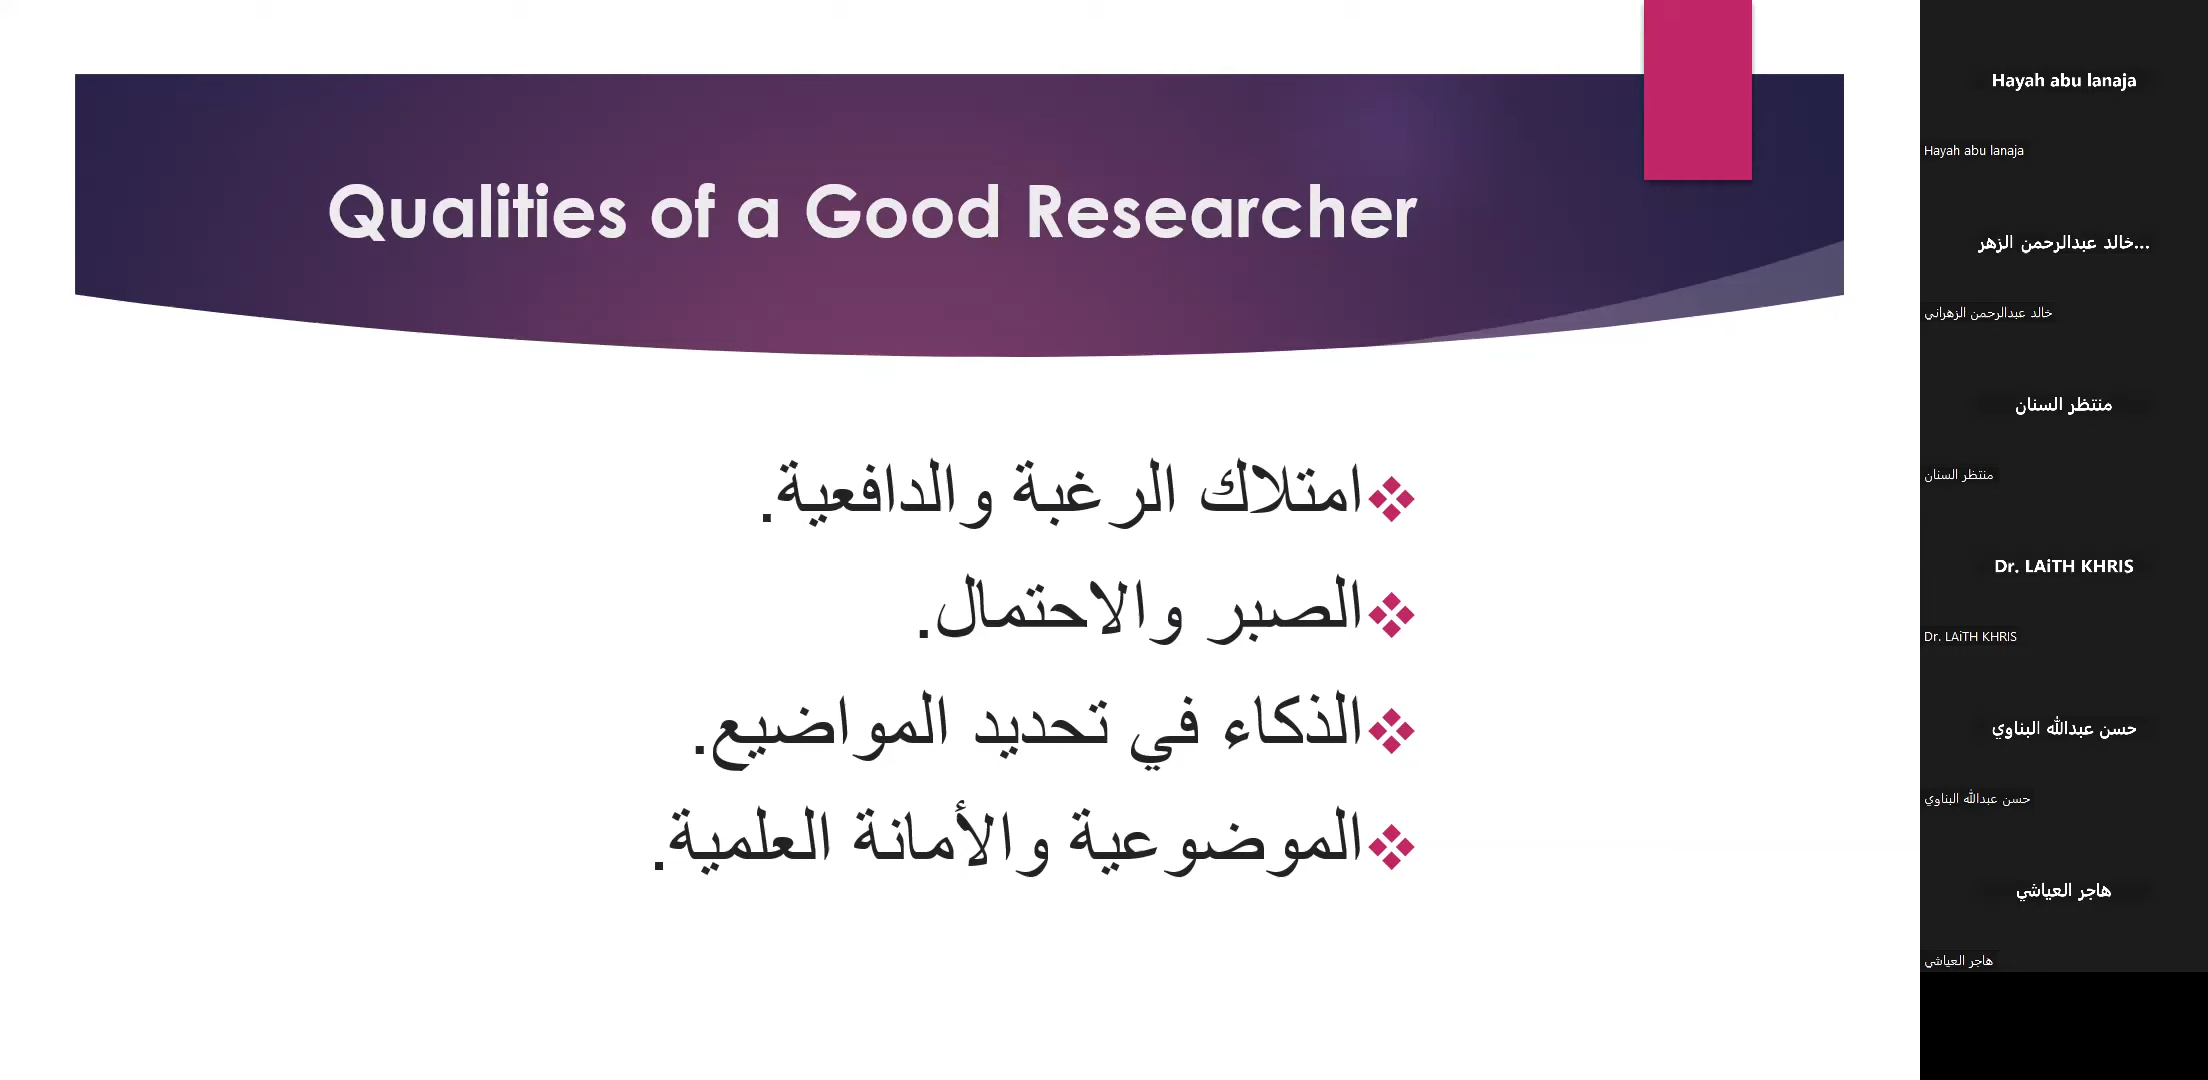 Qualities of a Good Researcher
❖امتلاك الرغبة والدافعية.
❖الصبر والاحتمال.
❖الذكاء في تحديد المواضيع.
❖الموضوعية والأمانة العلمية.
Hayah abu lanaja
Hayah abu lanaja
خالد عبدالرحمن الزهر...
خالد عبدالرحمن الزهراني
منتظر السنان
منتظر السنان
Dr. LAiTH KHRIS
Dr. LAiTH KHRIS
حسن عبدالله البناوي
حسن عبدالله البناوي
هاجر العياشي
هاجر العياشي